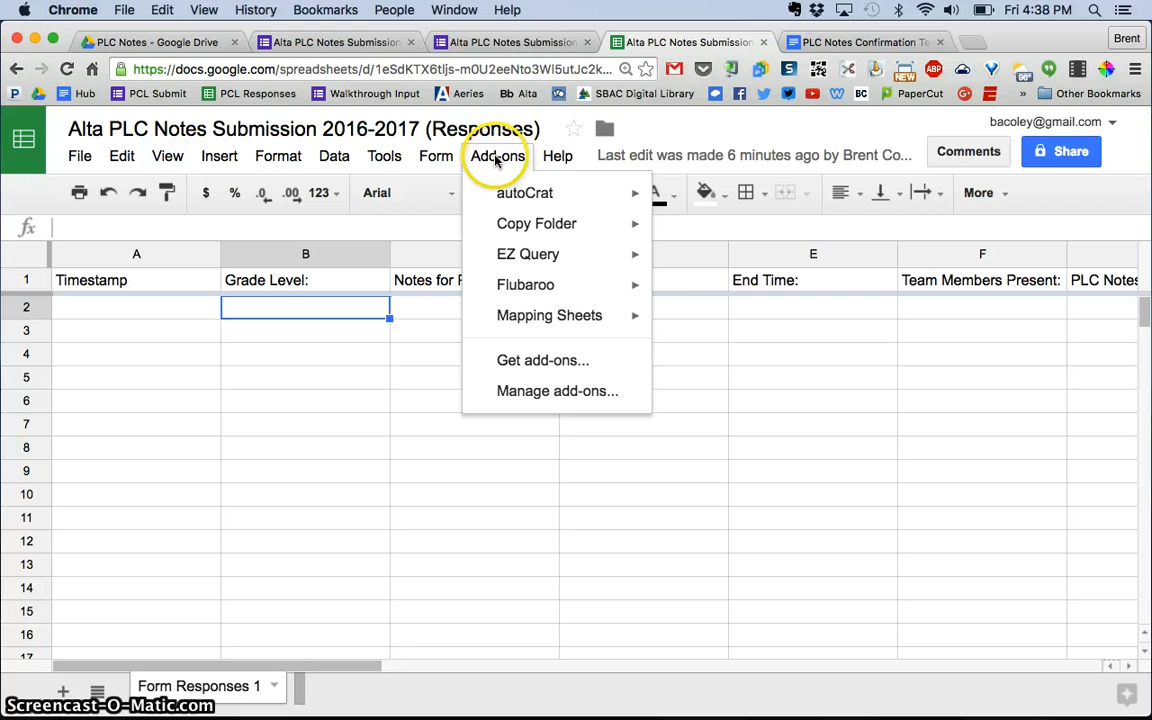 Chrome File Edit View History Bookmarks People Window Help Fri 4:38 PM
PLC Notes - Google Drive Alta PLC Notes Submission Alta PLC Notes Submission Alta PLC Notes Submission PLC Notes Confirmation Te Brent
https://docs.google.com/spreadsheets/d/1eSdKTX6tljs-m0U2eeNto3Wl5utJc2k...
Hub PLC Submit PCL Responses Walkthrough Input Aeries Alta SBAC Digital Library BC PaperCut » Other Bookmarks
Alta PLC Notes Submission 2016-2017 (Responses) bacoley@gmail.com
File Edit View Insert Format Data Tools Form Add-ons Help Last edit was made 6 minutes ago by Brent Co... Comments Share
$ % .0 .00 123 Arial A More
autoCrat
Copy Folder
EZ Query
Flubaroo
Mapping Sheets
Get add-ons...
Manage add-ons...
fx
A B E F
1 Timestamp Grade Level: Notes for End Time: Team Members Present: PLC Notes
2
3
4
5
6
7
8
9
10
11
12
13
14
15
16
17
Form Responses 1
Screencast-O-Matic.com